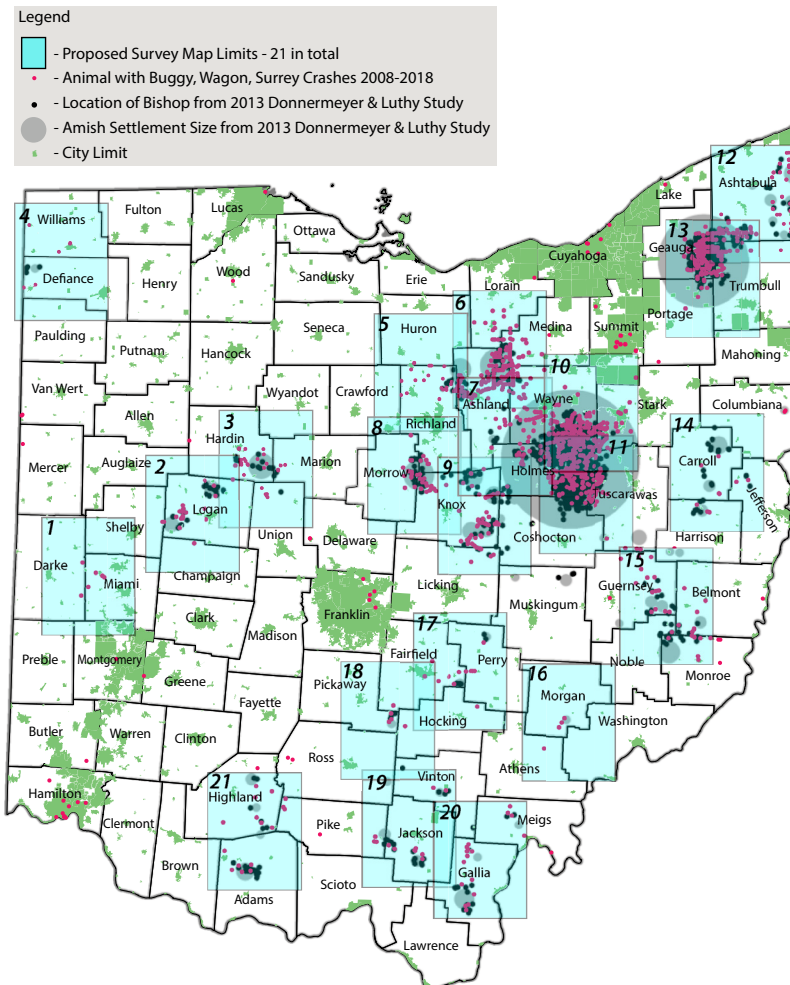 Legend
- Proposed Survey Map Limits - 21 in total
- Animal with Buggy, Wagon, Surrey Crashes 2008-2018
- Location of Bishop from 2013 Donnermeyer & Luthy Study
- Amish Settlement Size from 2013 Donnermeyer & Luthy Study
- City Limit
12
Ashtabula
Lake
4
Williams
Fulton
Lucas
13
Ottawa
Geauga
Cuyahoga
Defiance
Henry
Wood
Sandusky
Erie
Lorain
Trumbull
6
5
Huron
Medina
Summit
Portage
Paulding
Putnam
Hancock
Seneca
Mahoning
10
Van Wert
Allen
Wyandot
Crawford
7
Ashland
Wayne
Stark
Columbiana
3
Hardin
8
Richland
14
11
Mercer
Auglaize
2
Marion
Morrow
9
Holmes
Carroll
Logan
Knox
Tuscarawas
Jefferson
1
Shelby
Union
Delaware
Coshocton
Harrison
Darke
Miami
Champaign
Licking
15
Guernsey
Belmont
Clark
Franklin
Muskingum
17
Madison
Preble
Montgomery
Fairfield
Perry
Noble
Monroe
Greene
Pickaway
18
16
Morgan
Fayette
Hocking
Washington
Butler
Warren
Clinton
Ross
Athens
Hamilton
21
Highland
19
Vinton
Clermont
Pike
20
Meigs
Jackson
Brown
Gallia
Scioto
Adams
Lawrence